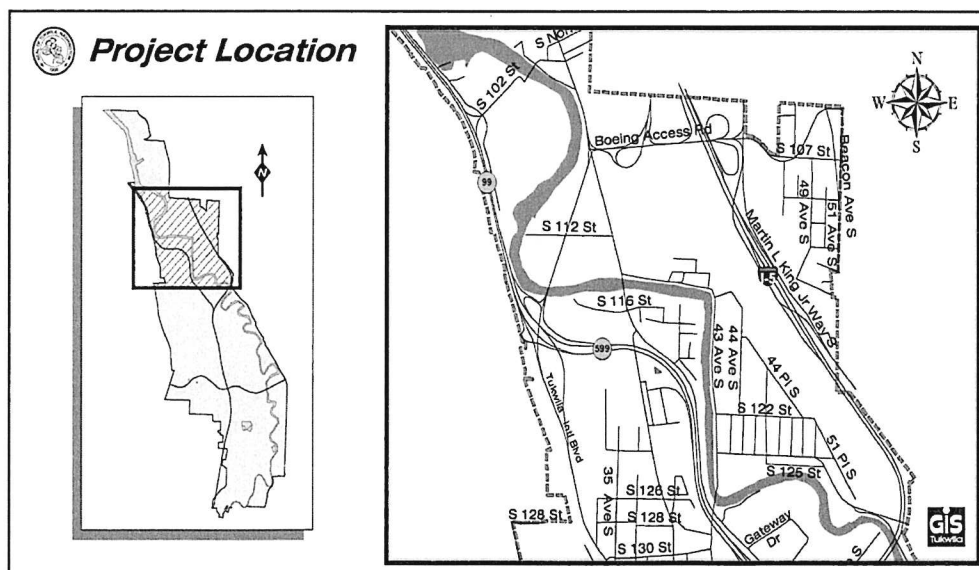 Project Location
N
N
W
E
S
S 102 St
S Nor
Boeing Access Rd
S 107 St
Beacon Ave S
49 Ave S
51 Ave S
99
S 112 St
Martin L King Jr Way S
I-5
S 116 St
599
44 Ave S
43 Ave S
44 Pl S
Tukwila Intl Blvd
S 122 St
51 Pl S
S 125 St
35 Ave S
S 126 St
S 128 St
S 128 St
S 130 St
Gateway
Dr
S
GIS
Tukwila